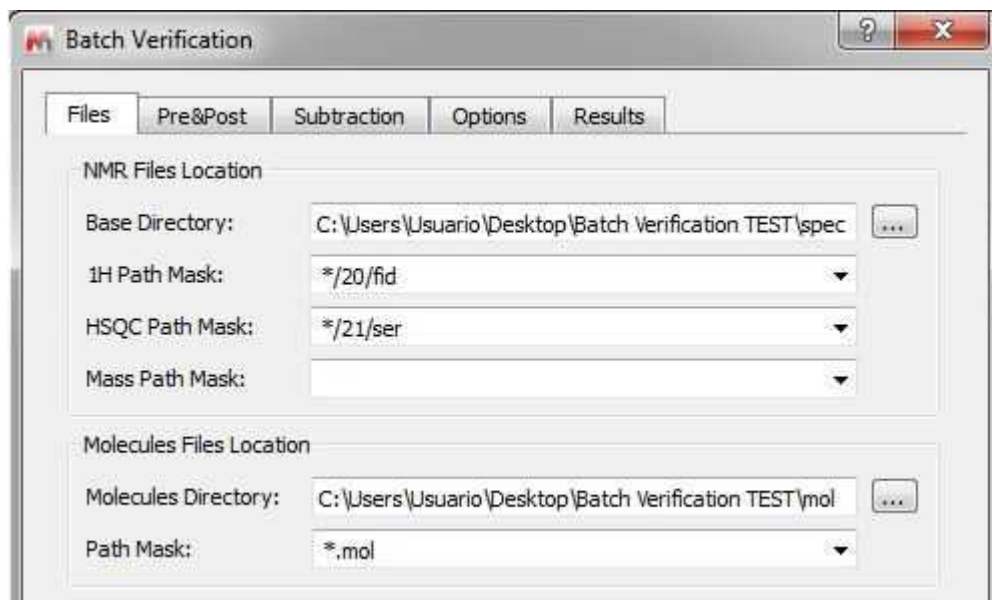 Batch Verification
Files Pre&Post Subtraction Options Results
NMR Files Location
Base Directory: C:\Users\Usuario\Desktop\Batch Verification TEST\spec ...
1H Path Mask: */20/fid
HSQC Path Mask: */21/ser
Mass Path Mask:
Molecules Files Location
Molecules Directory: C:\Users\Usuario\Desktop\Batch Verification TEST\mol ...
Path Mask: *.mol